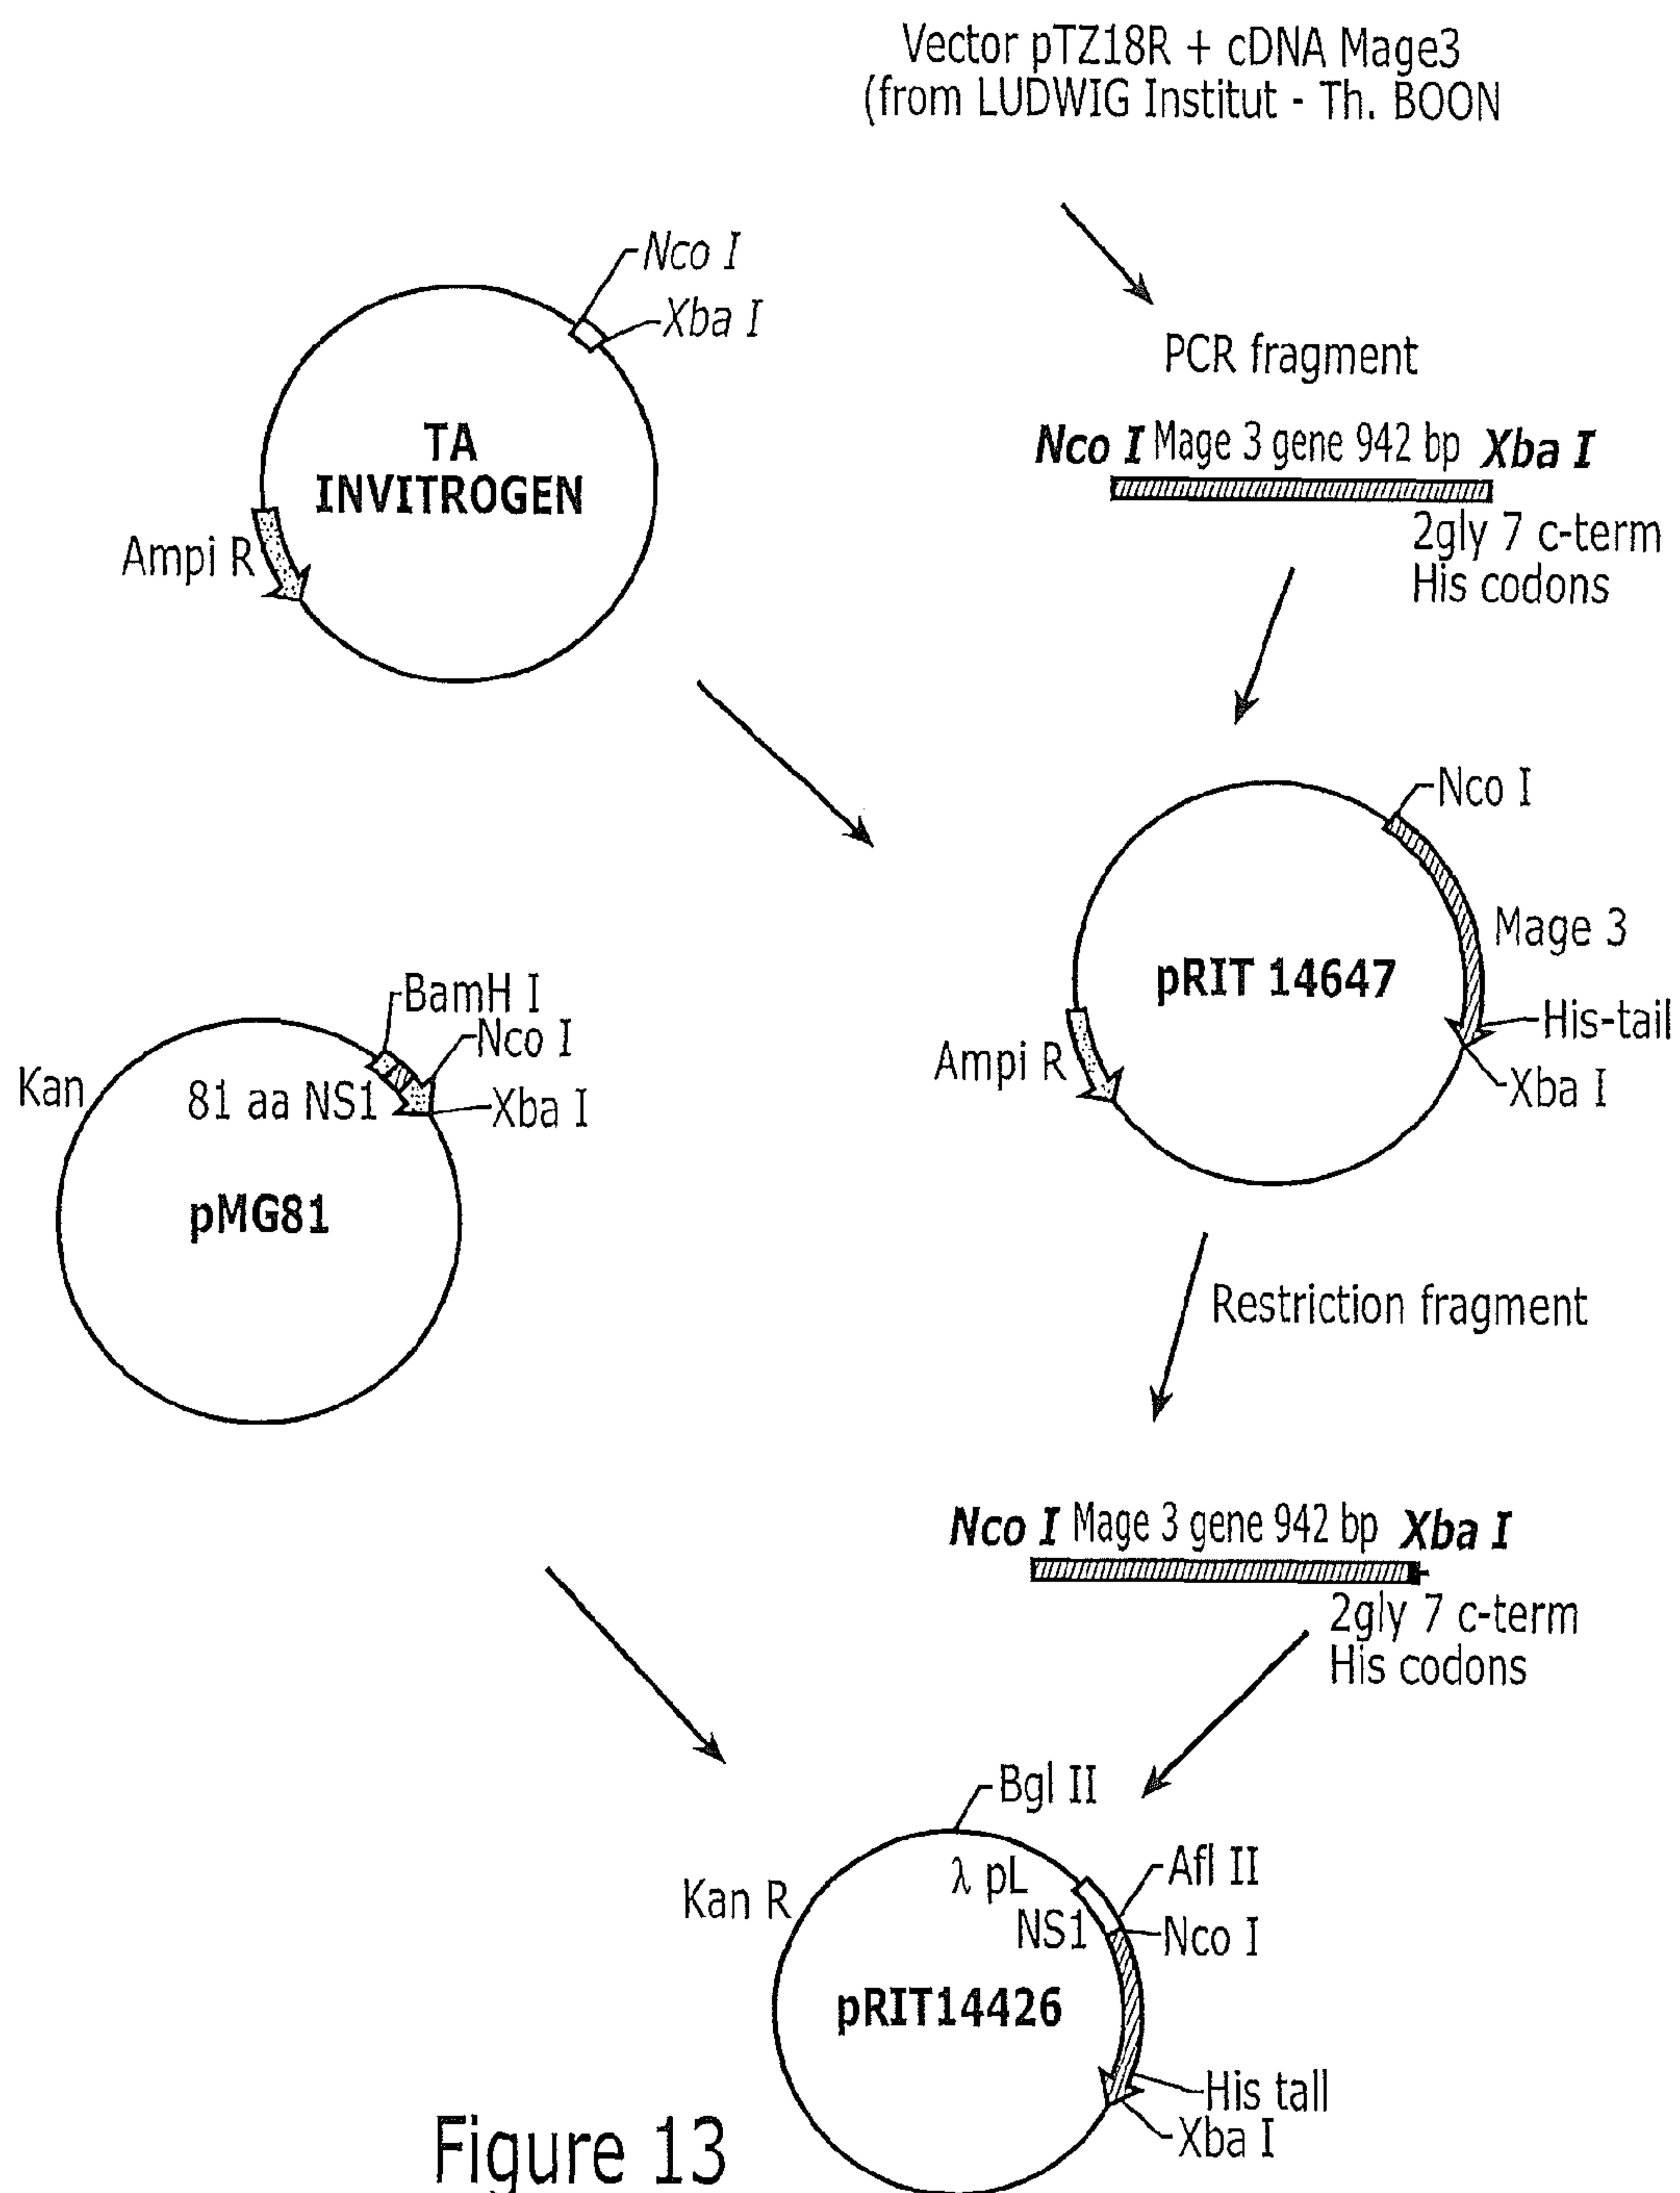 Vector pTZ18R + cDNA Mage3
(from LUDWIG Institut - Th. BOON
Nco I
Xba I
TA
INVITROGEN
Ampi R
PCR fragment
Nco I Mage 3 gene 942 bp Xba I
2gly 7 c-term
His codons
Nco I
Mage 3
pRIT 14647
His-tail
Ampi R
Xba I
BamH I
Nco I
Kan
81 aa NS1
Xba I
pMG81
Restriction fragment
Nco I Mage 3 gene 942 bp Xba I
2gly 7 c-term
His codons
Bgl II
λ pL
Afl II
Kan R
NS1
Nco I
pRIT14426
His tall
Xba I
Figure 13